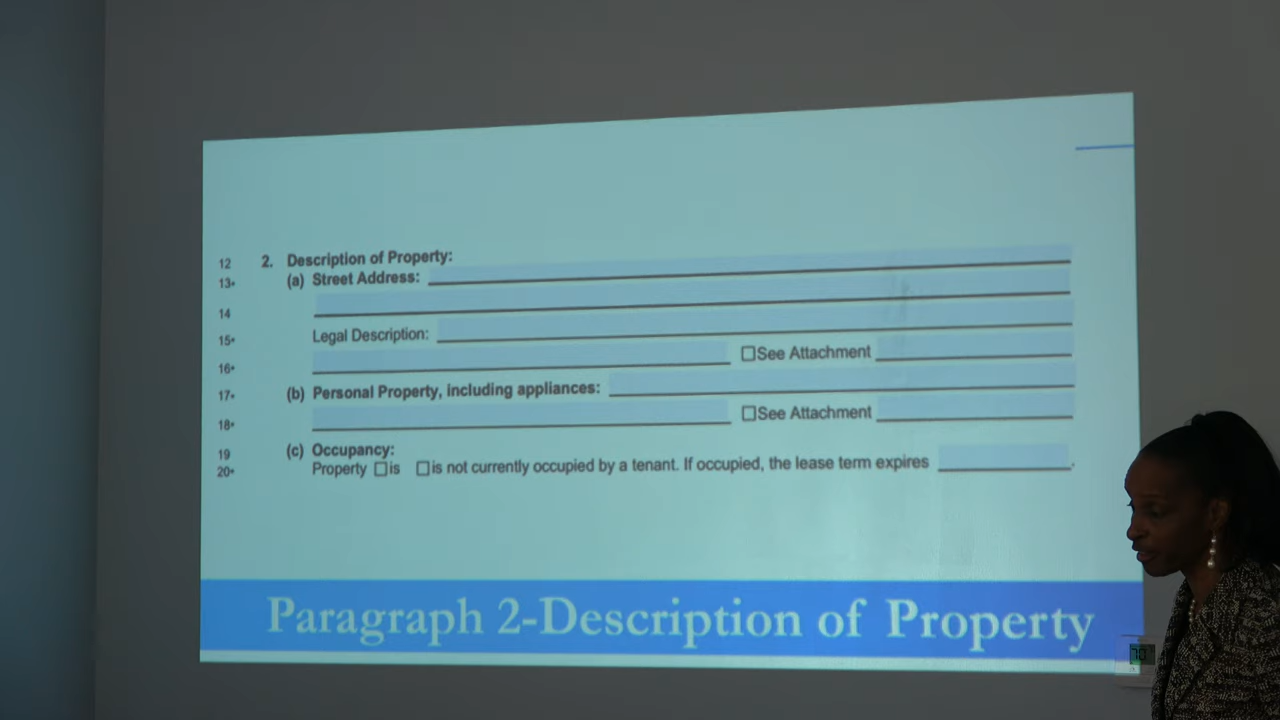 12 2. Description of Property:
13* (a) Street Address:
14
15* Legal Description:
16* ☐See Attachment
17* (b) Personal Property, including appliances:
18* ☐See Attachment
19 (c) Occupancy:
20* Property ☐is ☐is not currently occupied by a tenant. If occupied, the lease term expires .
Paragraph 2-Description of Property
70